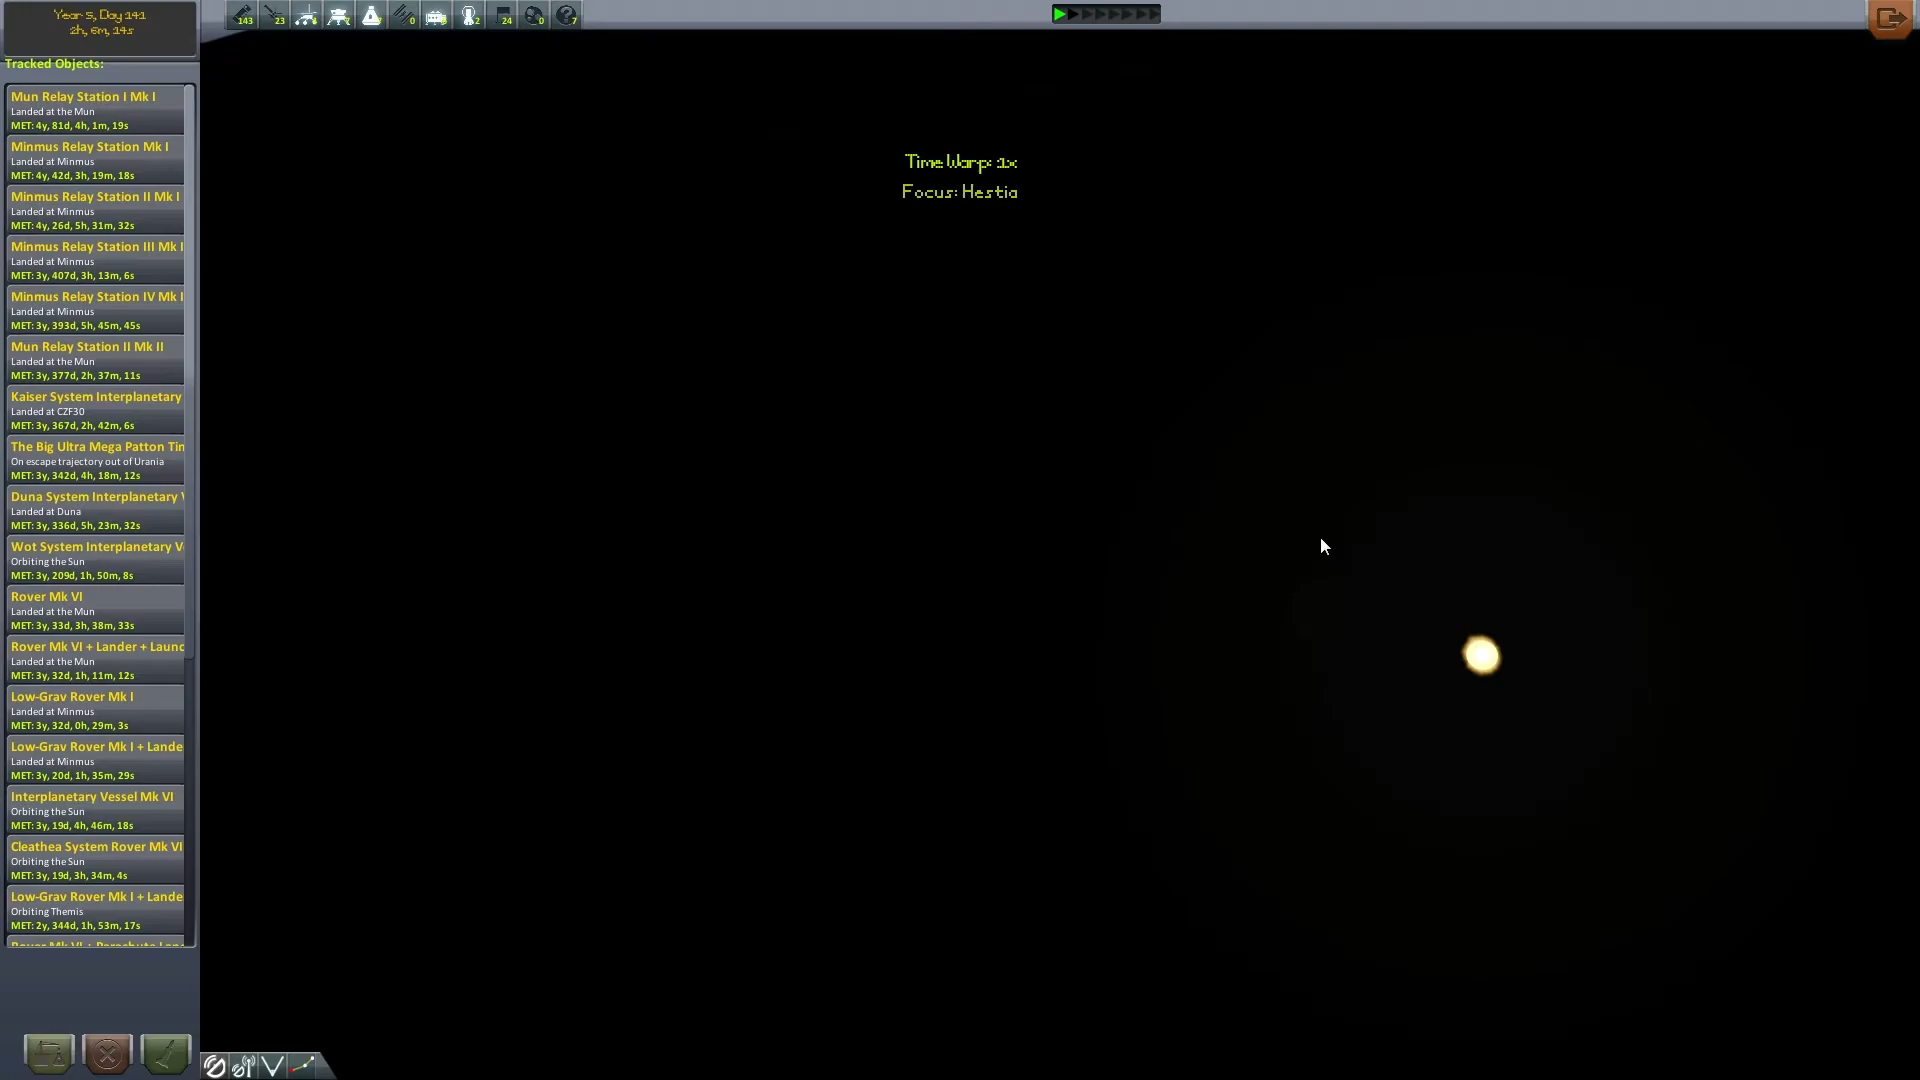 Year 5, Day 141
2h, 6m, 14s
143
23
0
2
24
0
7
Time Warp: 1x
Focus: Hestia
Tracked Objects:
Mun Relay Station I Mk I
Landed at the Mun
MET: 4y, 81d, 4h, 1m, 19s
Minmus Relay Station Mk I
Landed at Minmus
MET: 4y, 42d, 3h, 19m, 18s
Minmus Relay Station II Mk I
Landed at Minmus
MET: 4y, 26d, 5h, 31m, 32s
Minmus Relay Station III Mk I
Landed at Minmus
MET: 3y, 407d, 3h, 13m, 6s
Minmus Relay Station IV Mk I
Landed at Minmus
MET: 3y, 393d, 5h, 45m, 45s
Mun Relay Station II Mk II
Landed at the Mun
MET: 3y, 377d, 2h, 37m, 11s
Kaiser System Interplanetary
Landed at CZF30
MET: 3y, 367d, 2h, 42m, 6s
The Big Ultra Mega Patton Tin
On escape trajectory out of Urania
MET: 3y, 342d, 4h, 18m, 12s
Duna System Interplanetary V
Landed at Duna
MET: 3y, 336d, 5h, 23m, 32s
Wot System Interplanetary Ve
Orbiting the Sun
MET: 3y, 209d, 1h, 50m, 8s
Rover Mk VI
Landed at the Mun
MET: 3y, 33d, 3h, 38m, 33s
Rover Mk VI + Lander + Launc
Landed at the Mun
MET: 3y, 32d, 1h, 11m, 12s
Low-Grav Rover Mk I
Landed at Minmus
MET: 3y, 32d, 0h, 29m, 3s
Low-Grav Rover Mk I + Lande
Landed at Minmus
MET: 3y, 20d, 1h, 35m, 29s
Interplanetary Vessel Mk VI
Orbiting the Sun
MET: 3y, 19d, 4h, 46m, 18s
Cleathea System Rover Mk VI
Orbiting the Sun
MET: 3y, 19d, 3h, 34m, 4s
Low-Grav Rover Mk I + Lande
Orbiting Themis
MET: 2y, 344d, 1h, 53m, 17s
Rover Mk VI + Parachute Land